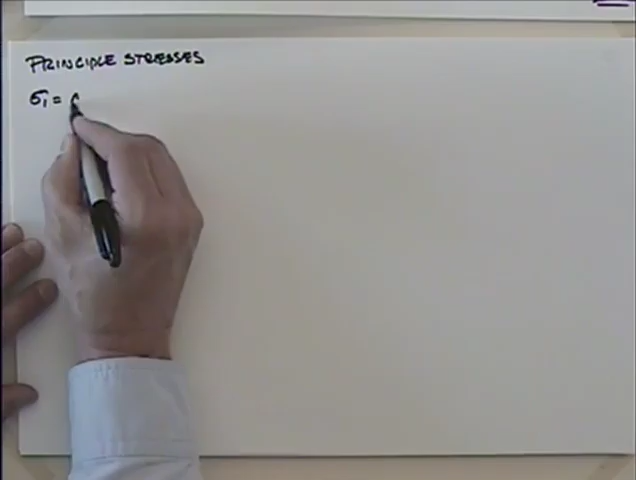 PRINCIPLE STRESSES
σ₁ =